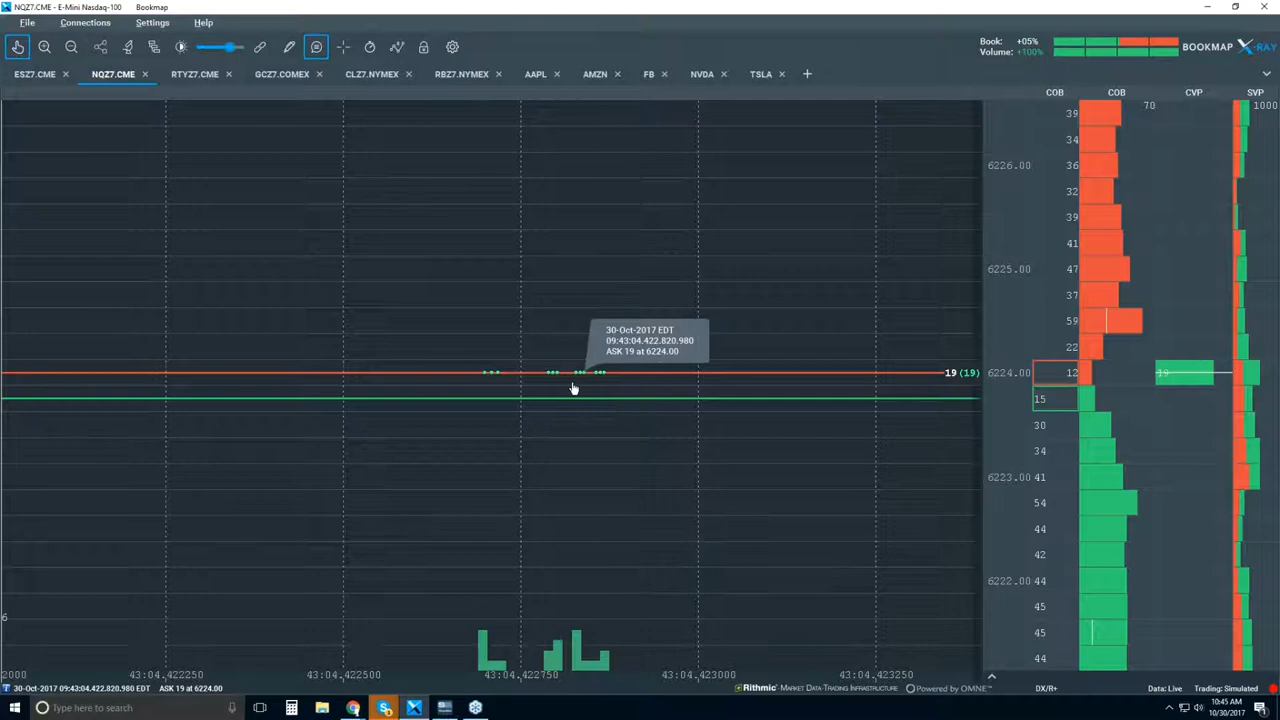 NQZ7.CME - E-Mini Nasdaq-100 Bookmap
File Connections Settings Help
Book: +05%
Volume: +100%
BOOKMAP X-RAY
ESZ7.CME NQZ7.CME RTYZ7.CME GCZ7.COMEX CLZ7.NYMEX RBZ7.NYMEX AAPL AMZN FB NVDA TSLA
COB COB CVP SVP
39 70 1000
34
6226.00 36
32
39
41
6225.00 47
37
59
22
30-Oct-2017 EDT
09:43:04.422.820.980
ASK 19 at 6224.00
19 (19) 6224.00 12 19
15
30
34
6223.00 41
54
44
42
6222.00 44
45
6
45
44
2000 43:04.422250 43:04.422500 43:04.422750 43:04.423000 43:04.423250
30-Oct-2017 09:43:04.422.820.980 EDT ASK 19 at 6224.00
Rithmic - Market Data-Trading Infrastructure Powered by OMNE™ DX/R+ Data: Live Trading: Simulated
Type here to search
10:45 AM
10/30/2017
1